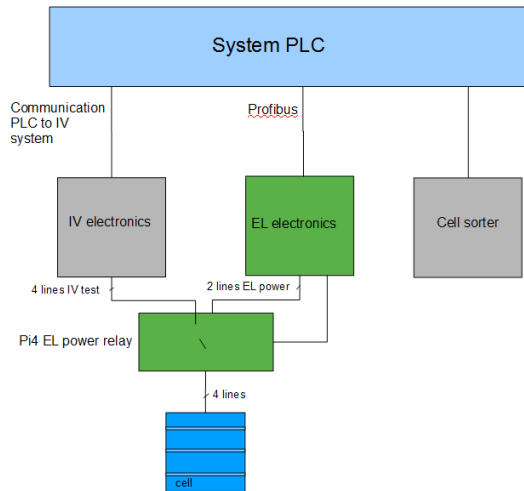 System PLC
Communication
PLC to IV
system
Profibus
IV electronics
EL electronics
Cell sorter
4 lines IV test
2 lines EL power
Pi4 EL power relay
4 lines
cell